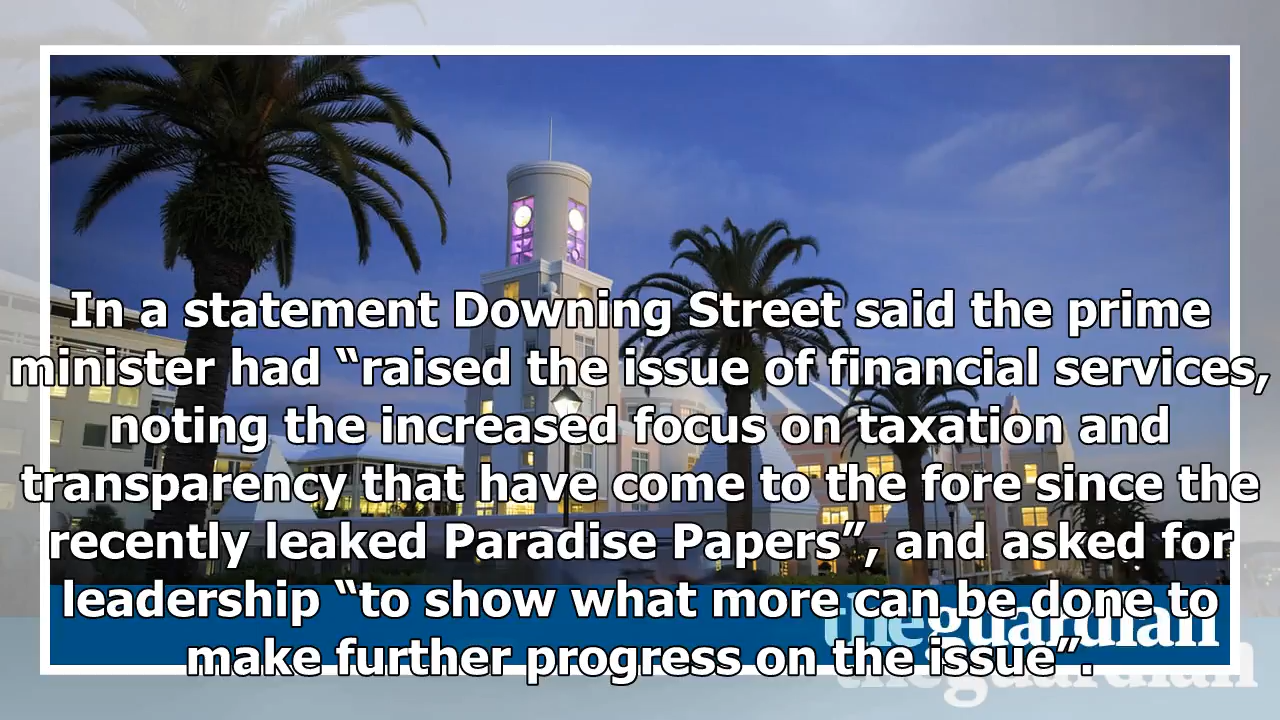 In a statement Downing Street said the prime
minister had “raised the issue of financial services,
noting the increased focus on taxation and
transparency that have come to the fore since the
recently leaked Paradise Papers”, and asked for
leadership “to show what more can be done to
make further progress on the issue”.
theguardian
theguardian